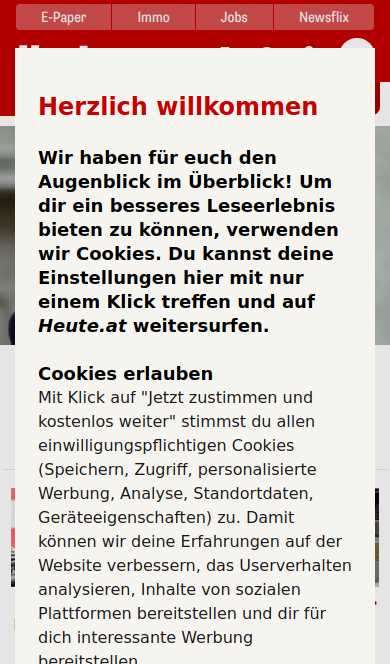 E-Paper
Immo
Jobs
Newsflix
Herzlich willkommen
Wir haben für euch den
Augenblick im Überblick! Um
dir ein besseres Leseerlebnis
bieten zu können, verwenden
wir Cookies. Du kannst deine
Einstellungen hier mit nur
einem Klick treffen und auf
Heute.at weitersurfen.
Cookies erlauben
Mit Klick auf "Jetzt zustimmen und
kostenlos weiter" stimmst du allen
einwilligungspflichtigen Cookies
(Speichern, Zugriff, personalisierte
Werbung, Analyse, Standortdaten,
Geräteeigenschaften) zu. Damit
können wir deine Erfahrungen auf der
Website verbessern, das Userverhalten
analysieren, Inhalte von sozialen
Plattformen bereitstellen und dir für
dich interessante Werbung
bereitstellen